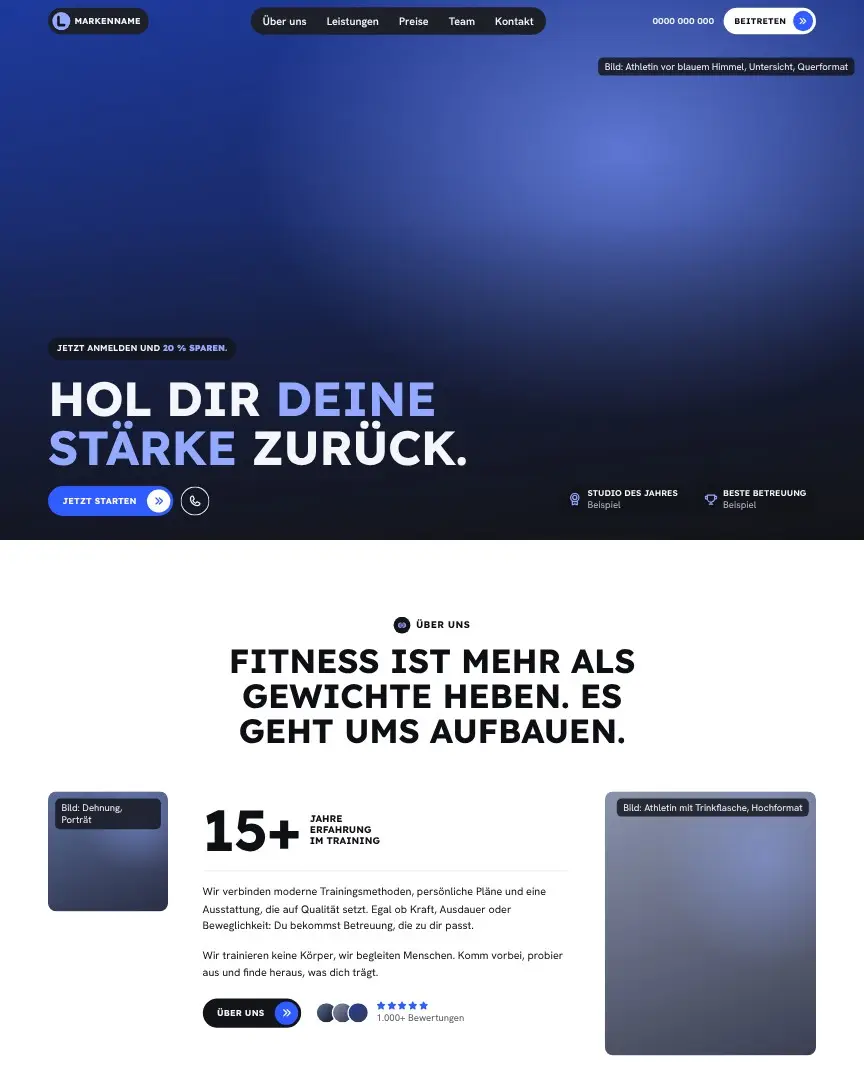 MARKENNAME
Über uns Leistungen Preise Team Kontakt
0000 000 000
BEITRETEN
Bild: Athletin vor blauem Himmel, Untersicht, Querformat
JETZT ANMELDEN UND 20 % SPAREN.
HOL DIR DEINE
STÄRKE ZURÜCK.
JETZT STARTEN
STUDIO DES JAHRES
Beispiel
BESTE BETREUUNG
Beispiel
ÜBER UNS
FITNESS IST MEHR ALS
GEWICHTE HEBEN. ES
GEHT UMS AUFBAUEN.
Bild: Dehnung,
Porträt
15+
JAHRE
ERFAHRUNG
IM TRAINING
Wir verbinden moderne Trainingsmethoden, persönliche Pläne und eine
Ausstattung, die auf Qualität setzt. Egal ob Kraft, Ausdauer oder
Beweglichkeit: Du bekommst Betreuung, die zu dir passt.
Wir trainieren keine Körper, wir begleiten Menschen. Komm vorbei, probier
aus und finde heraus, was dich trägt.
ÜBER UNS
1.000+ Bewertungen
Bild: Athletin mit Trinkflasche, Hochformat